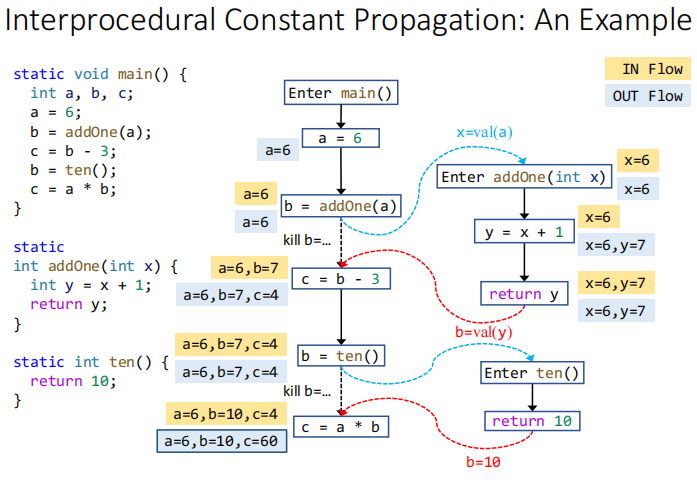 Interprocedural Constant Propagation: An Example
static void main() {
int a, b, c;
a = 6;
b = addOne(a);
c = b - 3;
b = ten();
c = a * b;
}
static
int addOne(int x) {
int y = x + 1;
return y;
}
static int ten() {
return 10;
}
IN Flow
OUT Flow
Enter main()
a = 6
a=6
a=6
b = addOne(a)
a=6
kill b=…
a=6,b=7
c = b - 3
a=6,b=7,c=4
a=6,b=7,c=4
b = ten()
a=6,b=7,c=4
kill b=…
a=6,b=10,c=4
c = a * b
a=6,b=10,c=60
x=val(a)
x=6
Enter addOne(int x)
x=6
x=6
y = x + 1
x=6,y=7
x=6,y=7
return y
x=6,y=7
b=val(y)
Enter ten()
return 10
b=10